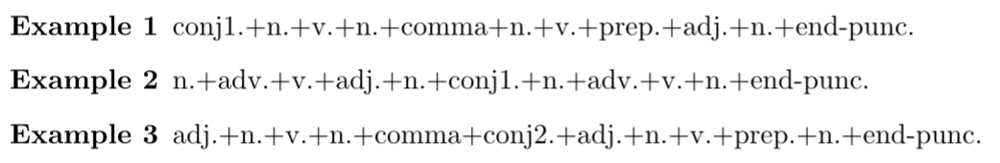 Example 1 conj1.+n.+v.+n.+comma+n.+v.+prep.+adj.+n.+end-punc.
Example 2 n.+adv.+v.+adj.+n.+conj1.+n.+adv.+v.+n.+end-punc.
Example 3 adj.+n.+v.+n.+comma+conj2.+adj.+n.+v.+prep.+n.+end-punc.